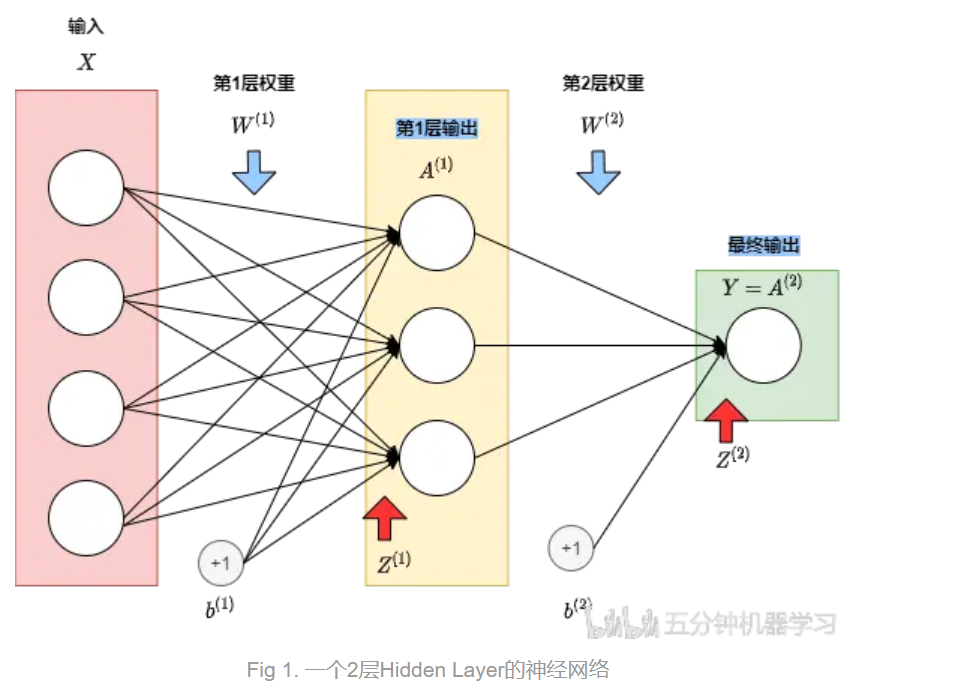 输入
X
第1层权重
W⁽¹⁾
第1层输出
A⁽¹⁾
第2层权重
W⁽²⁾
最终输出
Y = A⁽²⁾
Z⁽²⁾
+1
b⁽¹⁾
Z⁽¹⁾
+1
b⁽²⁾
bilibili 五分钟机器学习
Fig 1. 一个2层Hidden Layer的神经网络